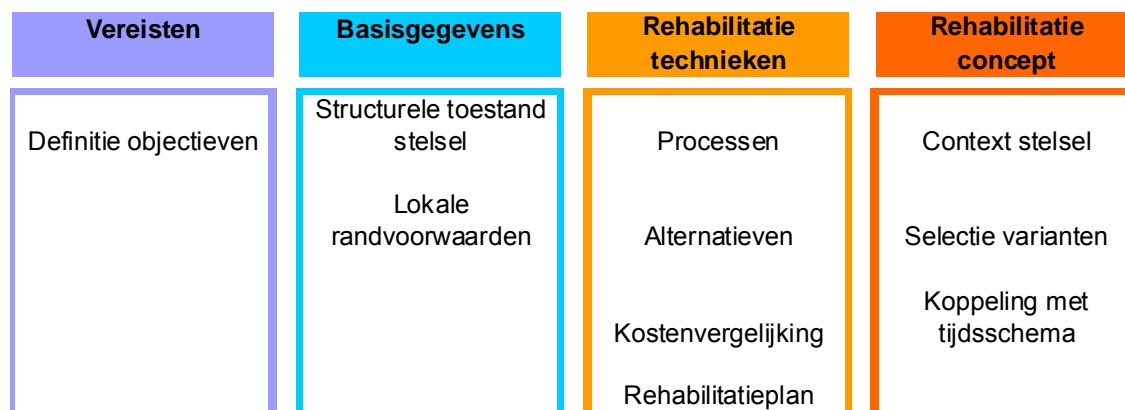 Vereisten
Definitie objectieven
Basisgegevens
Structurele toestand
stelsel
Lokale
randvoorwaarden
Rehabilitatie
technieken
Processen
Alternatieven
Kostenvergelijking
Rehabilitatieplan
Rehabilitatie
concept
Context stelsel
Selectie varianten
Koppeling met
tijdsschema